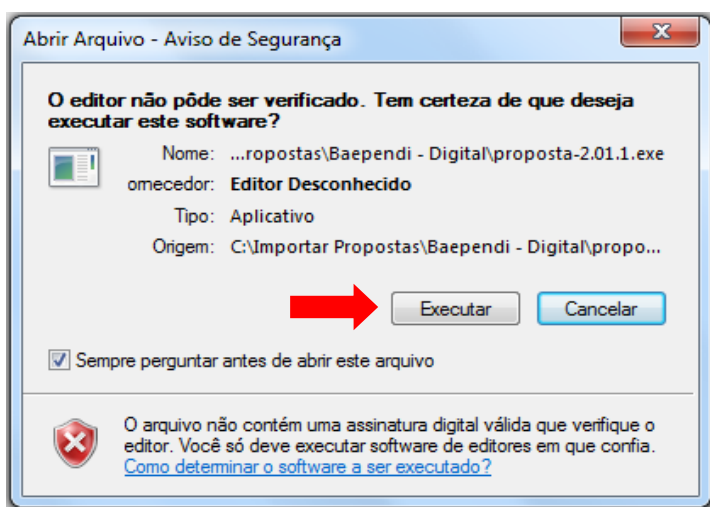 Abrir Arquivo - Aviso de Segurança
O editor não pôde ser verificado. Tem certeza de que deseja
executar este software?
Nome: ...ropostas\Baependi - Digital\proposta-2.01.1.exe
omecedor: Editor Desconhecido
Tipo: Aplicativo
Origem: C:\Importar Propostas\Baependi - Digital\propo...
Executar Cancelar
Sempre perguntar antes de abrir este arquivo
O arquivo não contém uma assinatura digital válida que verifique o
editor. Você só deve executar software de editores em que confia.
Como determinar o software a ser executado?